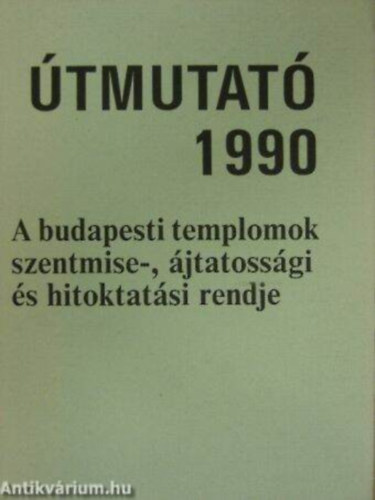 ÚTMUTATÓ
1990
A budapesti templomok
szentmise-, ájtatossági
és hitoktatási rendje
Antikvárium.hu